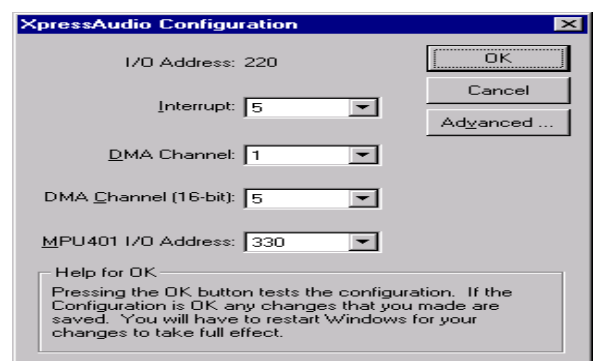 XpressAudio Configuration
I/O Address: 220
OK
Cancel
Interrupt: 5
Advanced ...
DMA Channel: 1
DMA Channel (16-bit): 5
MPU401 I/O Address: 330
Help for OK
Pressing the OK button tests the configuration. If the
Configuration is OK any changes that you made are
saved. You will have to restart Windows for your
changes to take full effect.